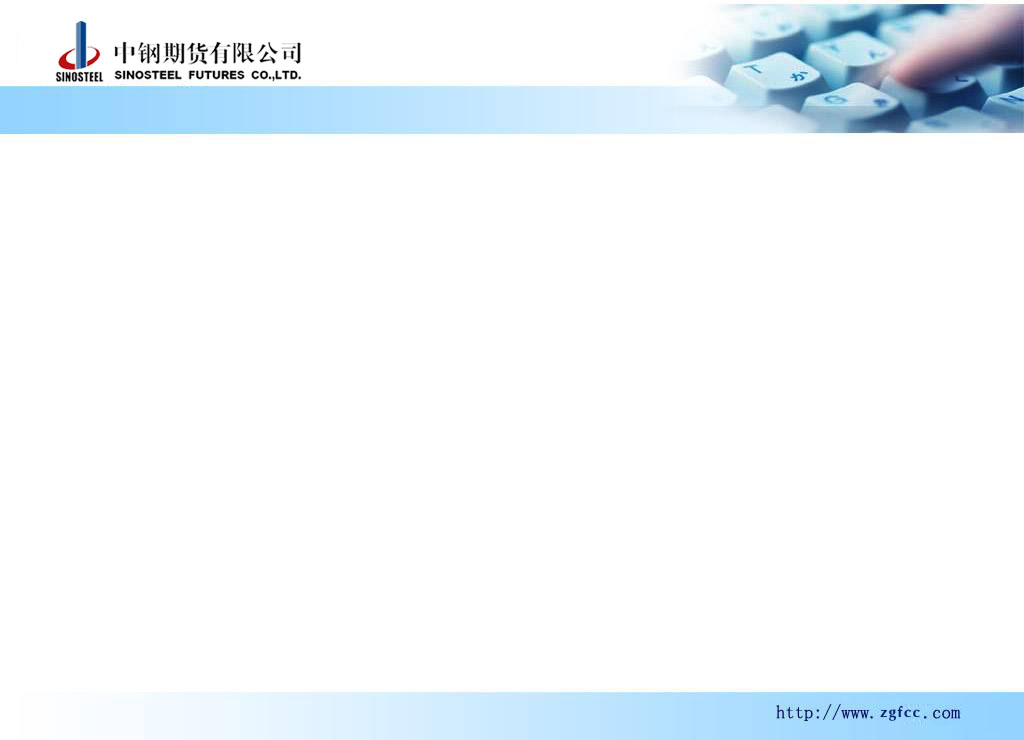 中钢期货有限公司
SINOSTEEL
SINOSTEEL FUTURES CO.,LTD.
http://www.zgfcc.com